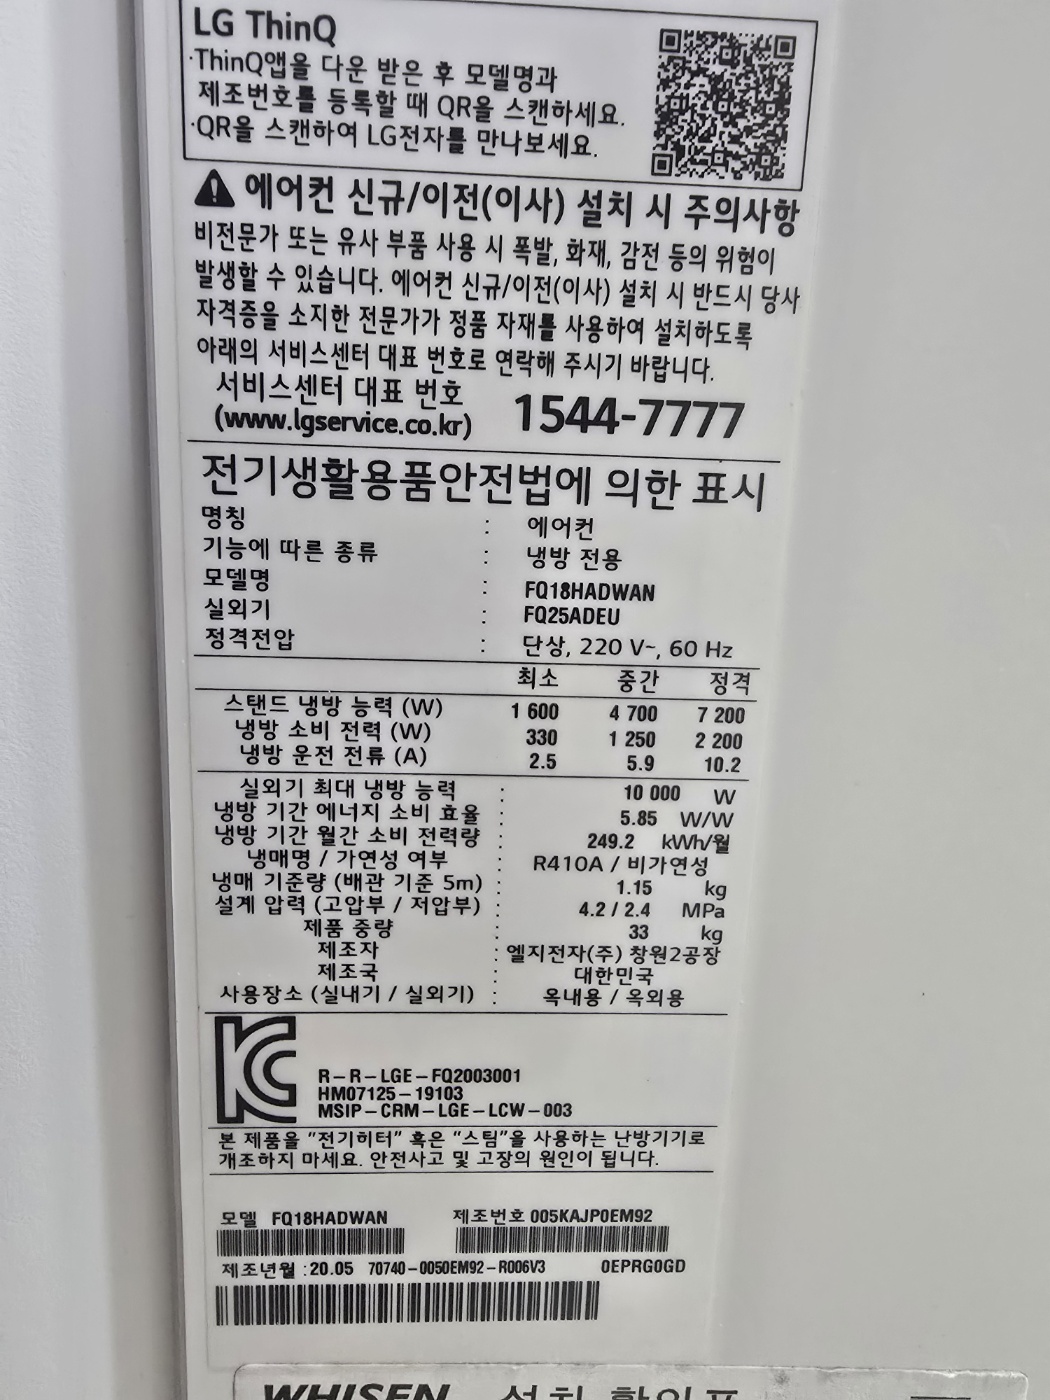 LG ThinQ
·ThinQ앱을 다운 받은 후 모델명과
제조번호를 등록할 때 QR을 스캔하세요.
·QR을 스캔하여 LG전자를 만나보세요.
에어컨 신규/이전(이사) 설치 시 주의사항
비전문가 또는 유사 부품 사용 시 폭발, 화재, 감전 등의 위험이
발생할 수 있습니다. 에어컨 신규/이전(이사) 설치 시 반드시 당사
자격증을 소지한 전문가가 정품 자재를 사용하여 설치하도록
아래의 서비스센터 대표 번호로 연락해 주시기 바랍니다.
서비스센터 대표 번호
(www.lgservice.co.kr) 1544-7777
전기생활용품안전법에 의한 표시
명칭 : 에어컨
기능에 따른 종류 : 냉방 전용
모델명 : FQ18HADWAN
실외기 : FQ25ADEU
정격전압 : 단상, 220 V~, 60 Hz
최소 중간 정격
스탠드 냉방 능력 (W) 1 600 4 700 7 200
냉방 소비 전력 (W) 330 1 250 2 200
냉방 운전 전류 (A) 2.5 5.9 10.2
실외기 최대 냉방 능력 : 10 000 W
냉방 기간 에너지 소비 효율 : 5.85 W/W
냉방 기간 월간 소비 전력량 : 249.2 kWh/월
냉매명 / 가연성 여부 : R410A / 비가연성
냉매 기준량 (배관 기준 5m) : 1.15 kg
설계 압력 (고압부 / 저압부) : 4.2 / 2.4 MPa
제품 중량 : 33 kg
제조자 : 엘지전자(주) 창원2공장
제조국 : 대한민국
사용장소 (실내기 / 실외기) : 옥내용 / 옥외용
R-R-LGE-FQ2003001
HM07125-19103
MSIP-CRM-LGE-LCW-003
본 제품을 "전기히터" 혹은 "스팀"을 사용하는 난방기기로
개조하지 마세요. 안전사고 및 고장의 원인이 됩니다.
모델 FQ18HADWAN 제조번호 005KAJP0EM92
제조년월 : 20.05 70740-0050EM92-R006V3 0EPRG0GD
WHISEN 설치 확인표